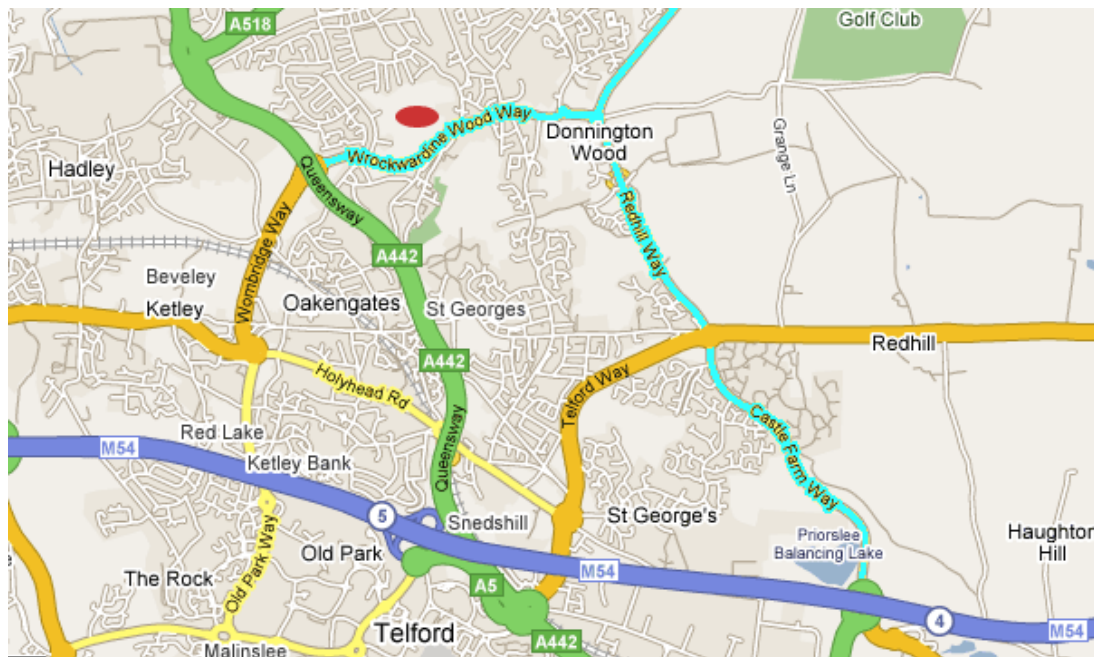 A518
Golf Club
Wrockwardine Wood Way
Donnington
Wood
Grange Ln
Hadley
Queensway
Redhill Way
Wombridge Way
A442
Beveley
Ketley
Oakengates
St Georges
Redhill
A442
Holyhead Rd
Telford Way
Castle Farm Way
Red Lake
M54
Ketley Bank
Queensway
5
Snedshill
St George's
Priorslee
Balancing Lake
Haughton
Hill
Old Park
The Rock
Old Park Way
A5
M54
4
M54
Telford
A442
Malinslee